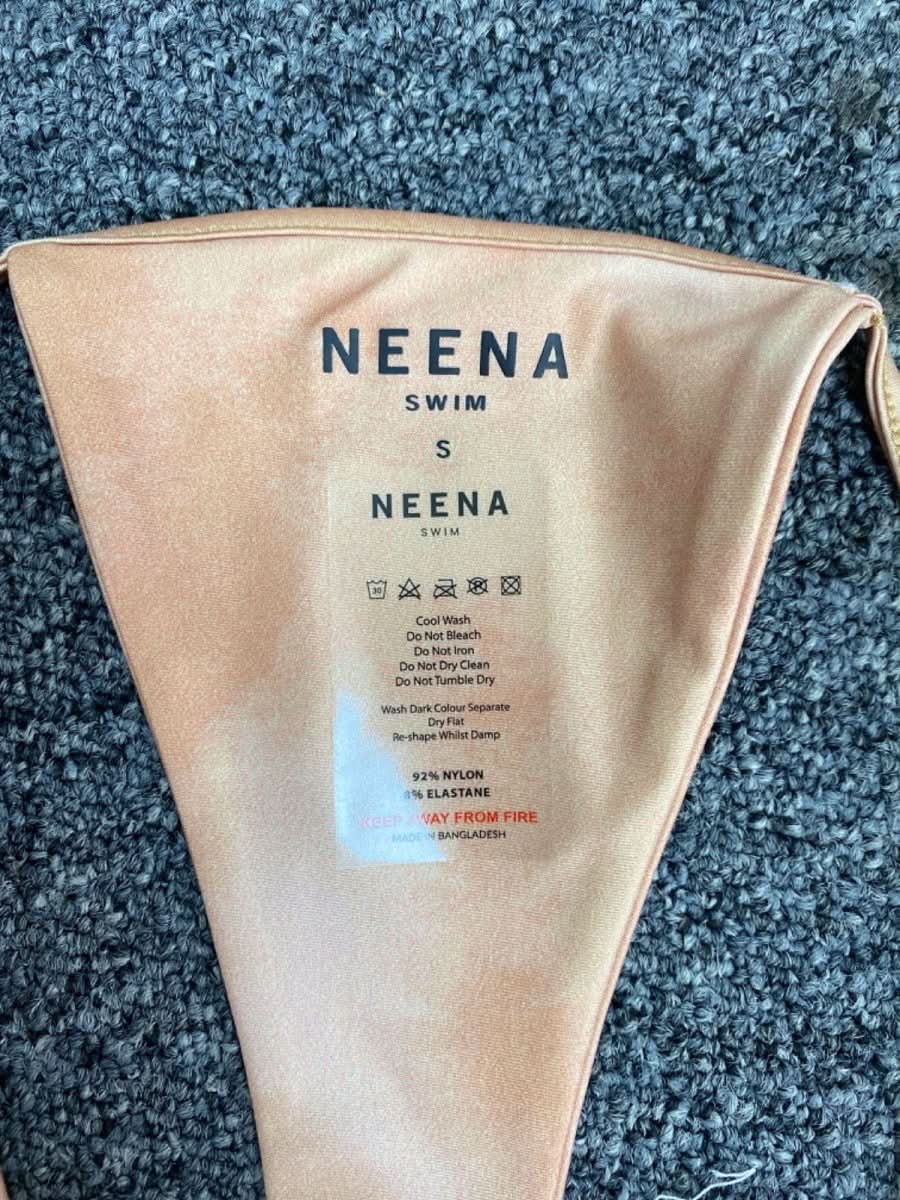 NEENA
SWIM
S
NEENA
SWIM
30
Cool Wash
Do Not Bleach
Do Not Iron
Do Not Dry Clean
Do Not Tumble Dry
Wash Dark Colour Separate
Dry Flat
Re-shape Whilst Damp
92% NYLON
8% ELASTANE
KEEP AWAY FROM FIRE
MADE IN BANGLADESH